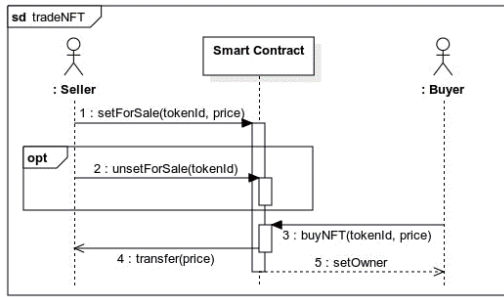 sd tradeNFT
Smart Contract
: Seller
: Buyer
1 : setForSale(tokenId, price)
opt
2 : unsetForSale(tokenId)
3 : buyNFT(tokenId, price)
4 : transfer(price)
5 : setOwner